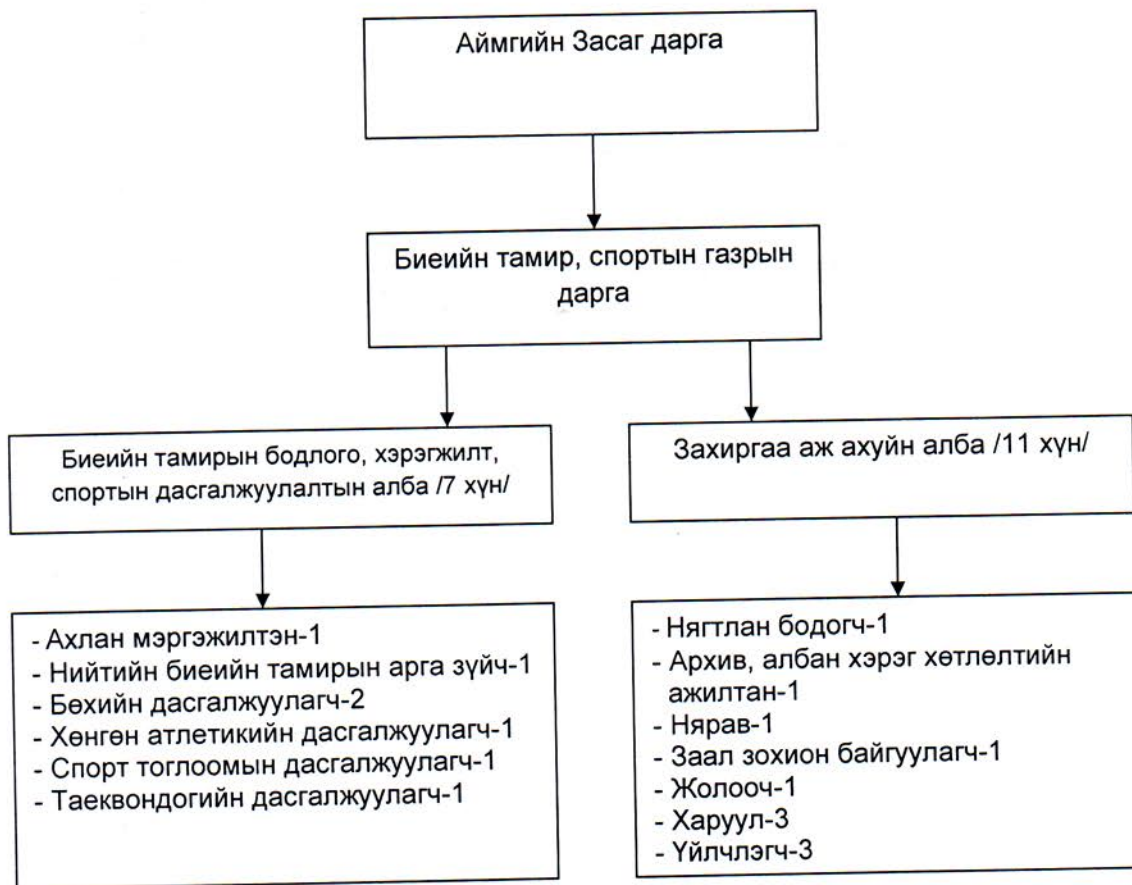 Аймгийн Засаг дарга
Биеийн тамир, спортын газрын
дарга
Биеийн тамирын бодлого, хэрэгжилт,
спортын дасгалжуулалтын алба /7 хүн/
Захиргаа аж ахуйн алба /11 хүн/
- Ахлан мэргэжилтэн-1
- Нийтийн биеийн тамирын арга зүйч-1
- Бөхийн дасгалжуулагч-2
- Хөнгөн атлетикийн дасгалжуулагч-1
- Спорт тоглоомын дасгалжуулагч-1
- Таеквондогийн дасгалжуулагч-1
- Нягтлан бодогч-1
- Архив, албан хэрэг хөтлөлтийн
ажилтан-1
- Нярав-1
- Заал зохион байгуулагч-1
- Жолооч-1
- Харуул-3
- Үйлчлэгч-3